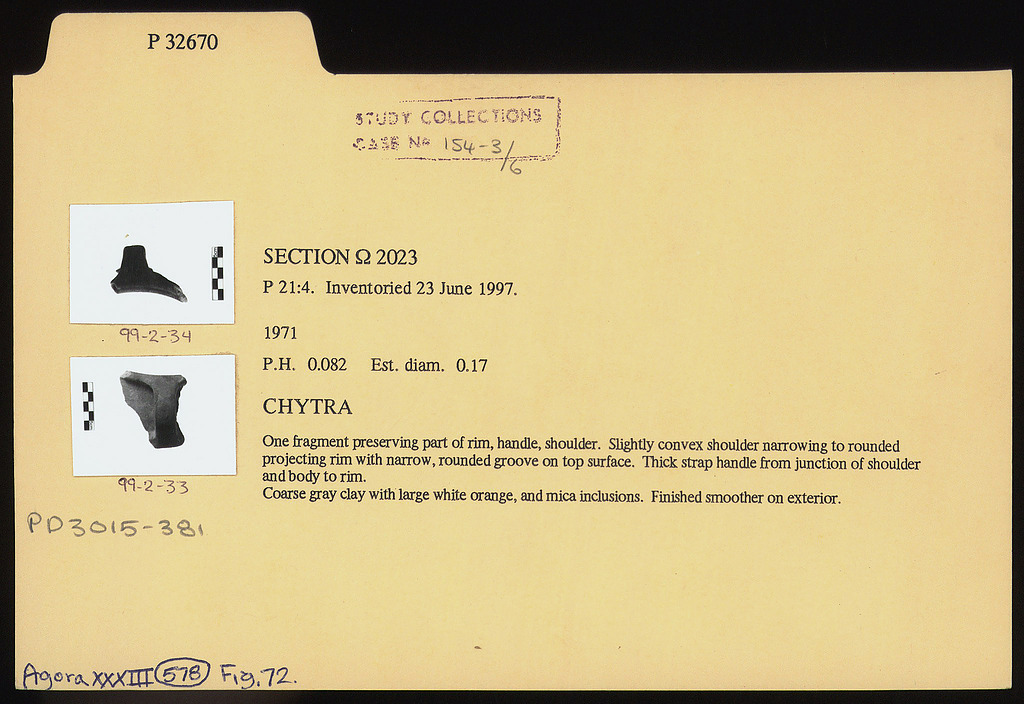 P 32670
STUDY COLLECTIONS
CASE No 154-3/6
SECTION Ω 2023
P 21:4. Inventoried 23 June 1997.
99-2-34
1971
P.H. 0.082 Est. diam. 0.17
CHYTRA
One fragment preserving part of rim, handle, shoulder. Slightly convex shoulder narrowing to rounded
projecting rim with narrow, rounded groove on top surface. Thick strap handle from junction of shoulder
and body to rim.
Coarse gray clay with large white orange, and mica inclusions. Finished smoother on exterior.
99-2-33
PD3015-381
Agora XXXIII 578 Fig. 72.